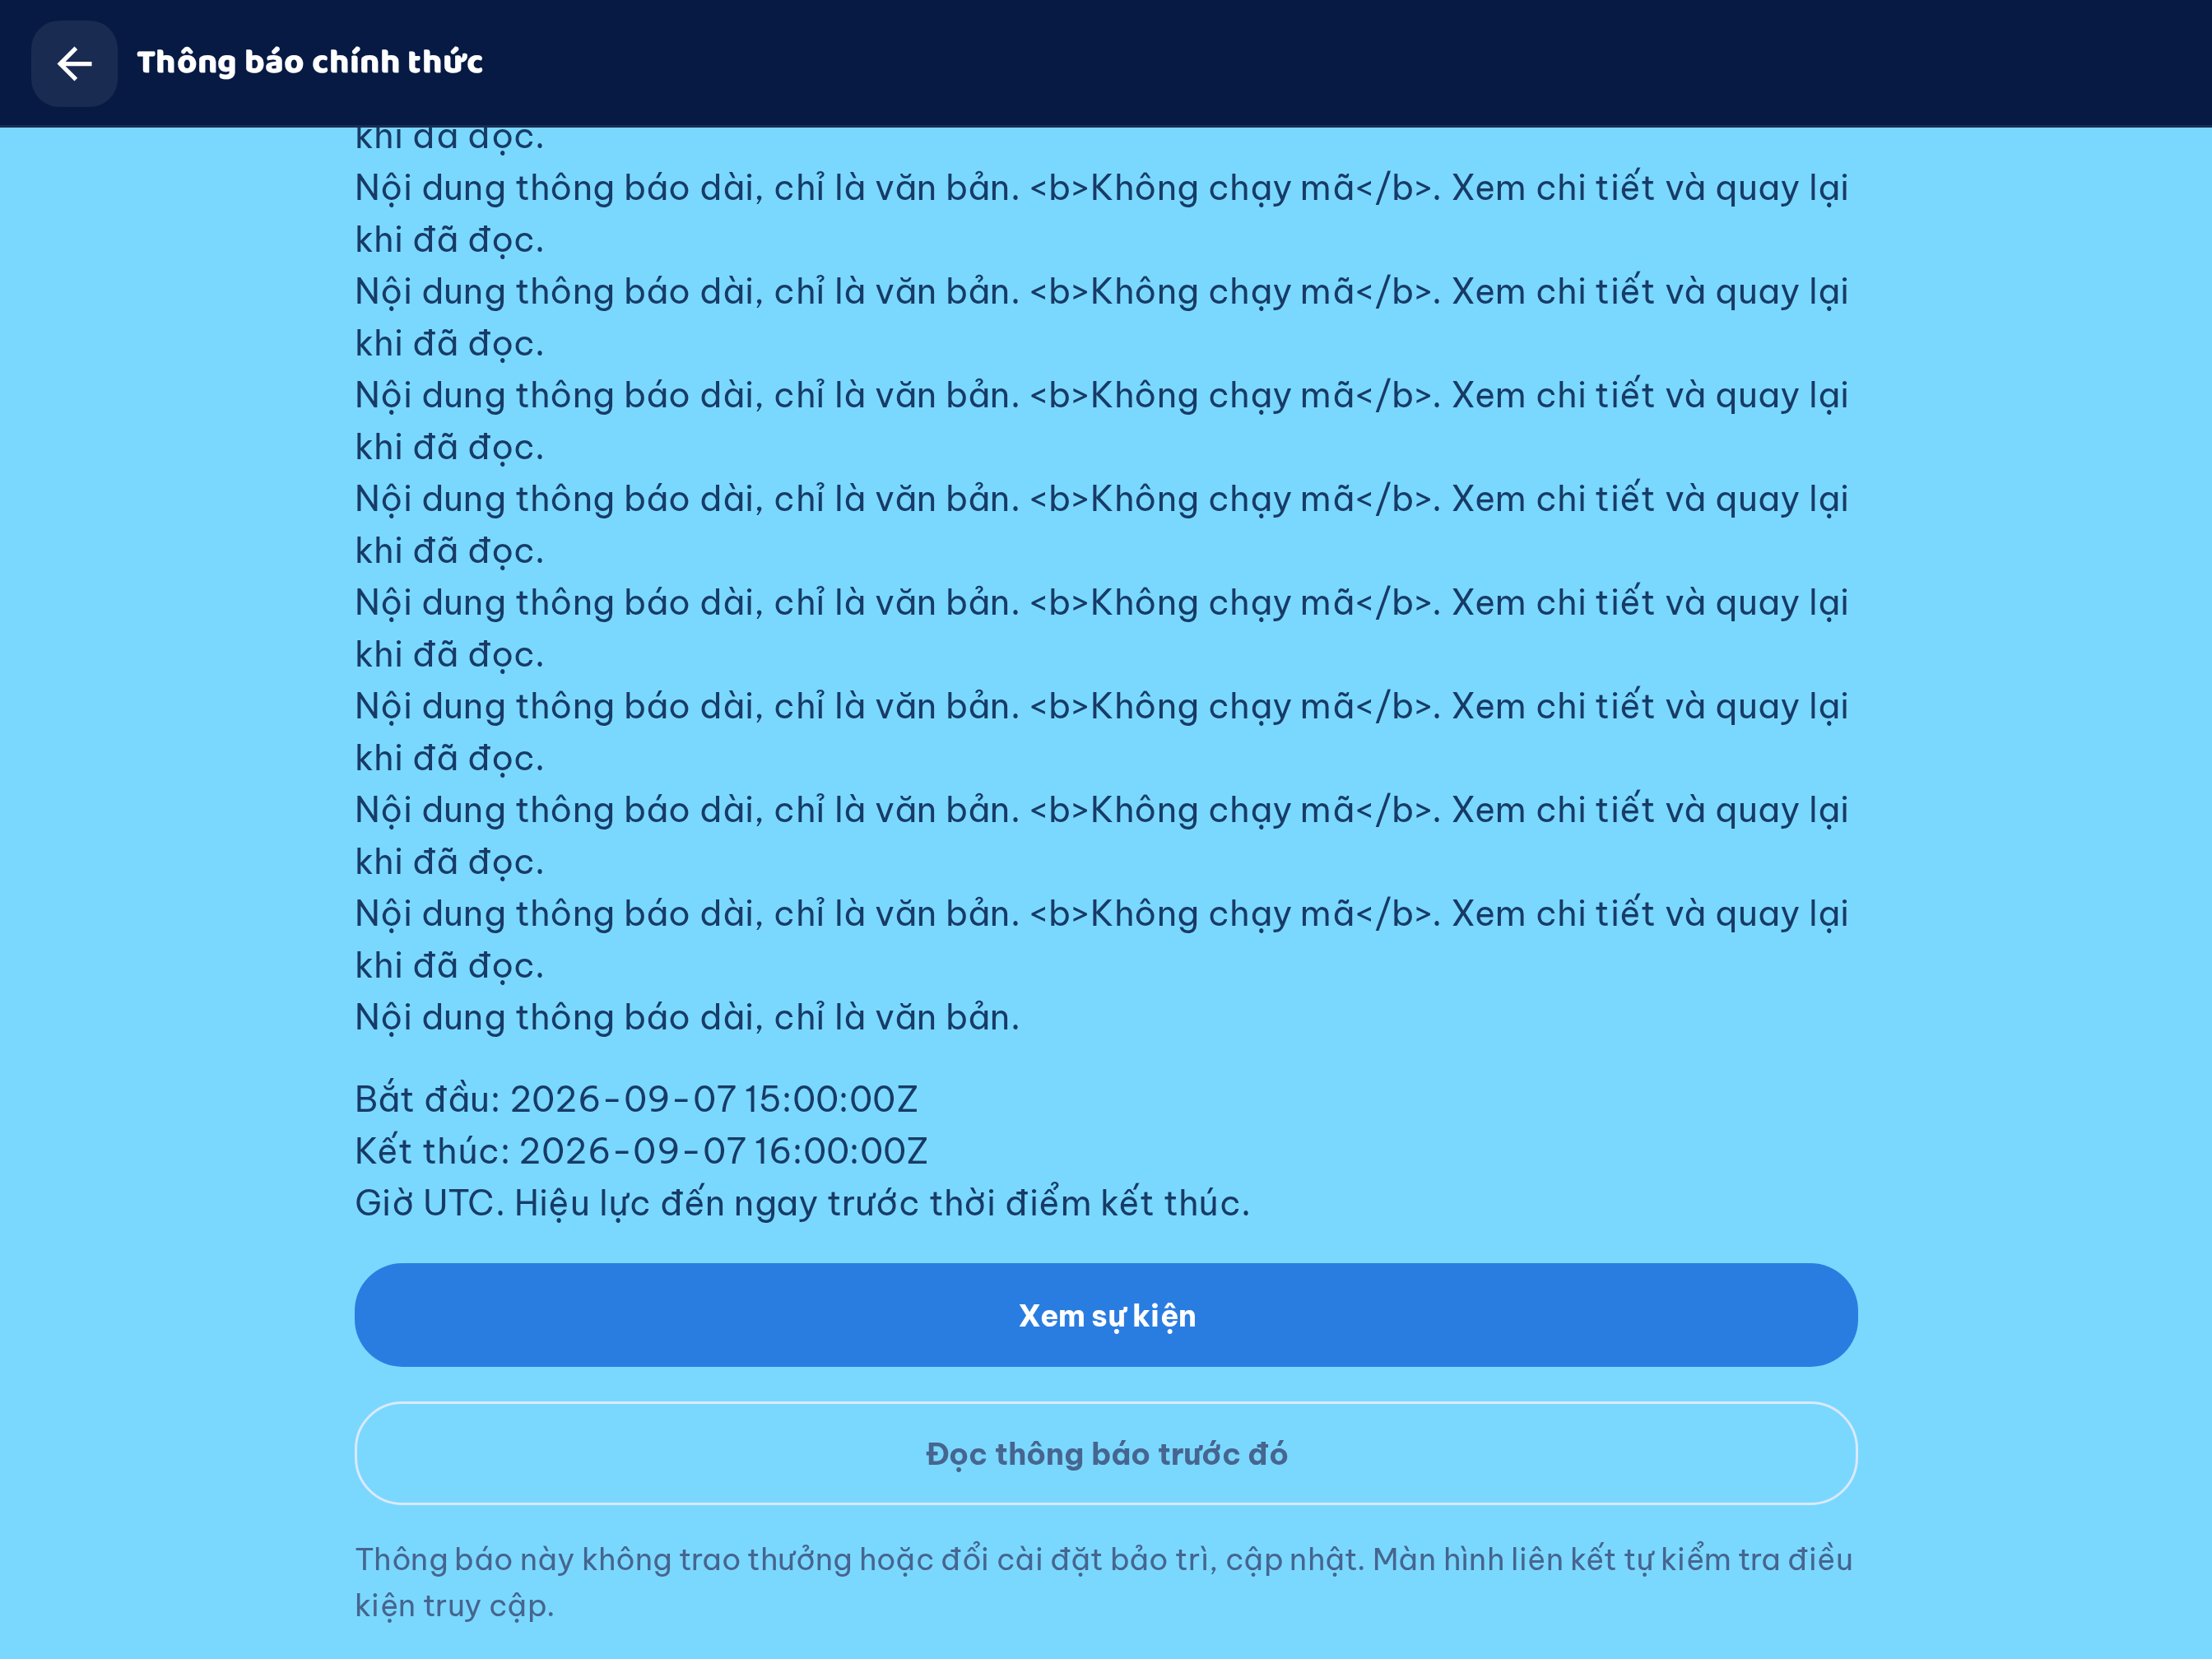 Thông báo chính thức
khi đã đọc.
Nội dung thông báo dài, chỉ là văn bản. <b>Không chạy mã</b>. Xem chi tiết và quay lại
khi đã đọc.
Nội dung thông báo dài, chỉ là văn bản. <b>Không chạy mã</b>. Xem chi tiết và quay lại
khi đã đọc.
Nội dung thông báo dài, chỉ là văn bản. <b>Không chạy mã</b>. Xem chi tiết và quay lại
khi đã đọc.
Nội dung thông báo dài, chỉ là văn bản. <b>Không chạy mã</b>. Xem chi tiết và quay lại
khi đã đọc.
Nội dung thông báo dài, chỉ là văn bản. <b>Không chạy mã</b>. Xem chi tiết và quay lại
khi đã đọc.
Nội dung thông báo dài, chỉ là văn bản. <b>Không chạy mã</b>. Xem chi tiết và quay lại
khi đã đọc.
Nội dung thông báo dài, chỉ là văn bản. <b>Không chạy mã</b>. Xem chi tiết và quay lại
khi đã đọc.
Nội dung thông báo dài, chỉ là văn bản. <b>Không chạy mã</b>. Xem chi tiết và quay lại
khi đã đọc.
Nội dung thông báo dài, chỉ là văn bản.
Bắt đầu: 2026-09-07 15:00:00Z
Kết thúc: 2026-09-07 16:00:00Z
Giờ UTC. Hiệu lực đến ngay trước thời điểm kết thúc.
Xem sự kiện
Đọc thông báo trước đó
Thông báo này không trao thưởng hoặc đổi cài đặt bảo trì, cập nhật. Màn hình liên kết tự kiểm tra điều
kiện truy cập.